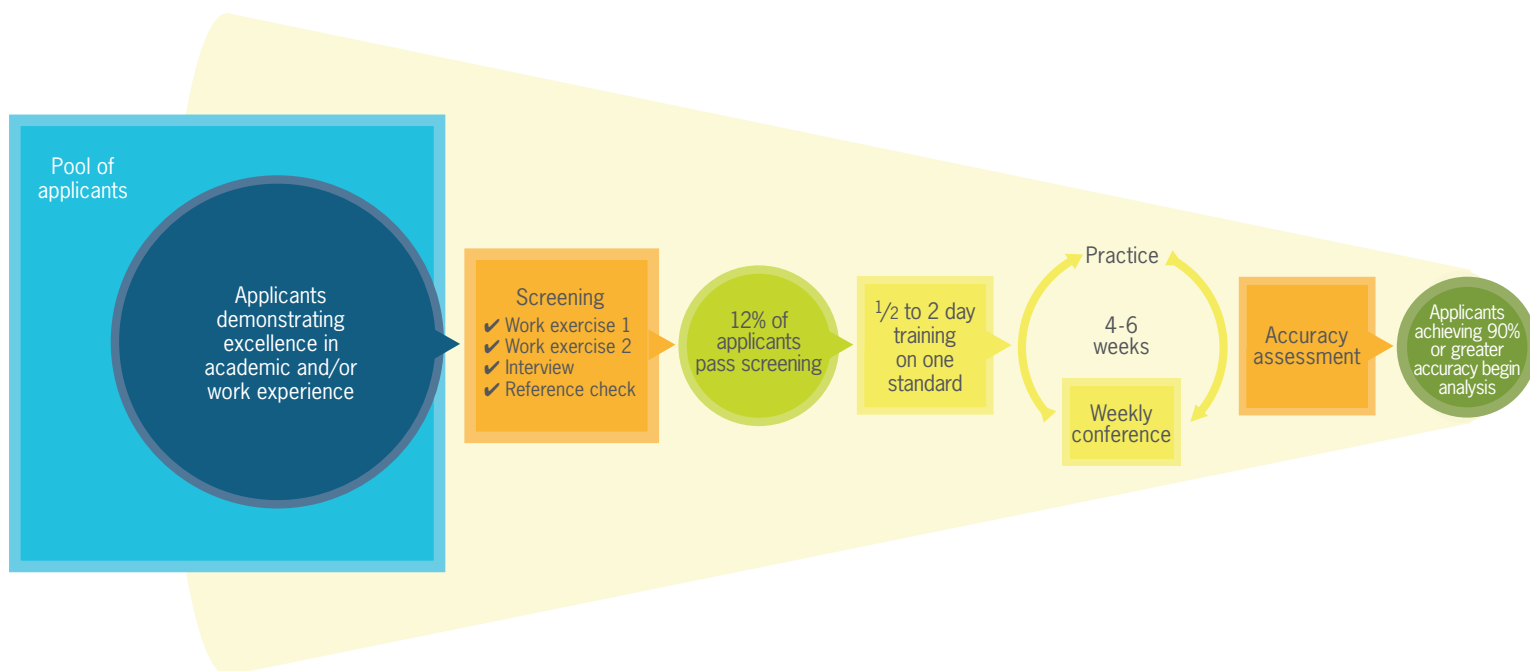 Pool of
applicants
Applicants
demonstrating
excellence in
academic and/or
work experience
Screening
✔ Work exercise 1
✔ Work exercise 2
✔ Interview
✔ Reference check
12% of
applicants
pass screening
1/2 to 2 day
training
on one
standard
Practice
4-6
weeks
Weekly
conference
Accuracy
assessment
Applicants
achieving 90%
or greater
accuracy begin
analysis